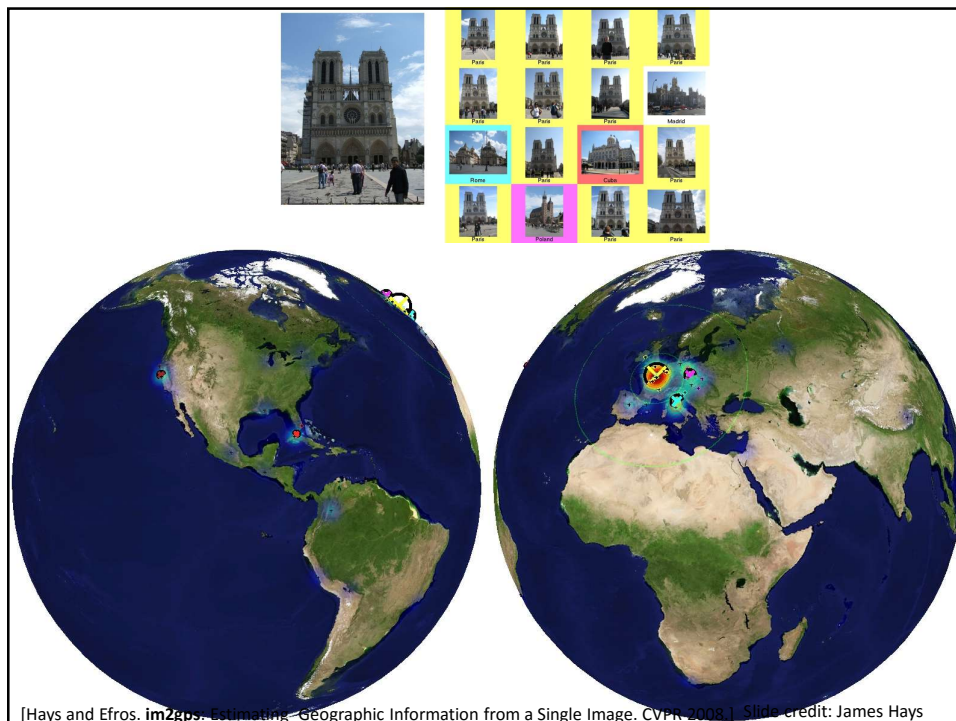 Paris Paris Paris Paris
Paris Paris Paris Madrid
Rome Paris Cuba Paris
Paris Poland Paris Paris
[Hays and Efros. im2gps: Estimating Geographic Information from a Single Image. CVPR 2008.] Slide credit: James Hays